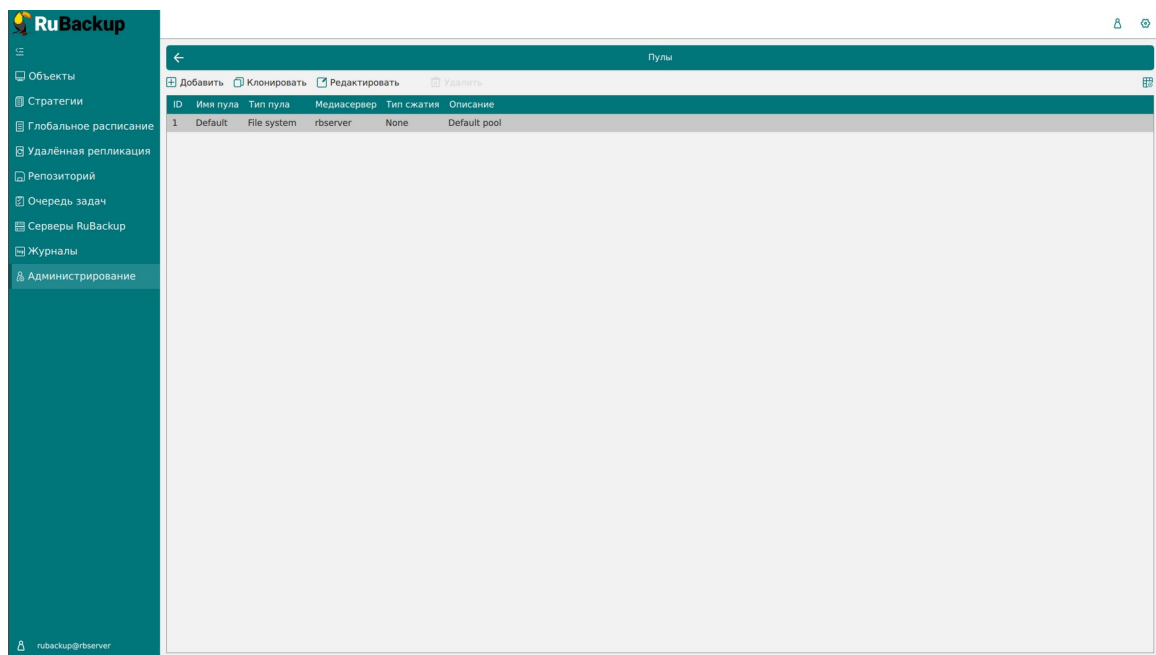 RuBackup
Пулы
Объекты
Стратегии
Глобальное расписание
Удалённая репликация
Репозиторий
Очередь задач
Серверы RuBackup
Журналы
Администрирование
rubackup@rbserver
Добавить Клонировать Редактировать Удалить
ID Имя пула Тип пула Медиасервер Тип сжатия Описание
1 Default File system rbserver None Default pool